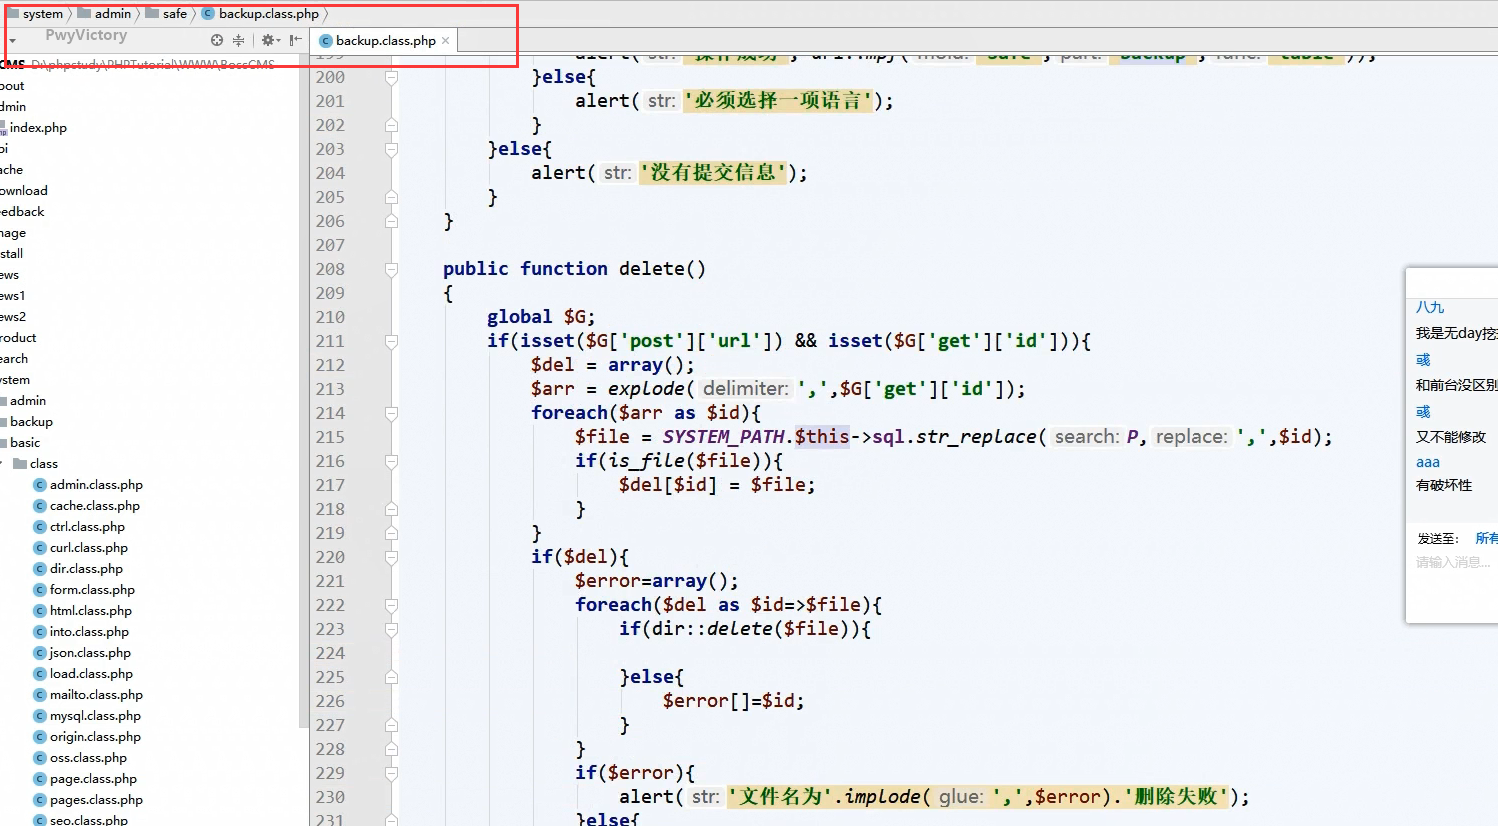 system admin safe backup.class.php
PwyVictory
backup.class.php
CMS D:\phpstudy\PHPTutorial\WWW\BossCMS
bout
dmin
index.php
pi
ache
ownload
eedback
mage
stall
ews
ews1
ews2
roduct
earch
ystem
admin
backup
basic
class
admin.class.php
cache.class.php
ctrl.class.php
curl.class.php
dir.class.php
form.class.php
html.class.php
into.class.php
json.class.php
load.class.php
mailto.class.php
mysql.class.php
origin.class.php
oss.class.php
page.class.php
pages.class.php
seo.class.php
200 }else{
201 alert( str: '必须选择一项语言');
202 }
203 }else{
204 alert( str: '没有提交信息');
205 }
206 }
207
208 public function delete()
209 {
210 global $G;
211 if(isset($G['post']['url']) && isset($G['get']['id'])){
212 $del = array();
213 $arr = explode( delimiter: ',',$G['get']['id']);
214 foreach($arr as $id){
215 $file = SYSTEM_PATH.$this->sql.str_replace( search: P, replace: ',',$id);
216 if(is_file($file)){
217 $del[$id] = $file;
218 }
219 }
220 if($del){
221 $error=array();
222 foreach($del as $id=>$file){
223 if(dir::delete($file)){
224
225 }else{
226 $error[]=$id;
227 }
228 }
229 if($error){
230 alert( str: '文件名为'.implode( glue: ',',$error).'删除失败');
231 }else{
八九
我是无day挖
彧
和前台没区别
彧
又不能修改
aaa
有破坏性
发送至： 所有
请输入消息...